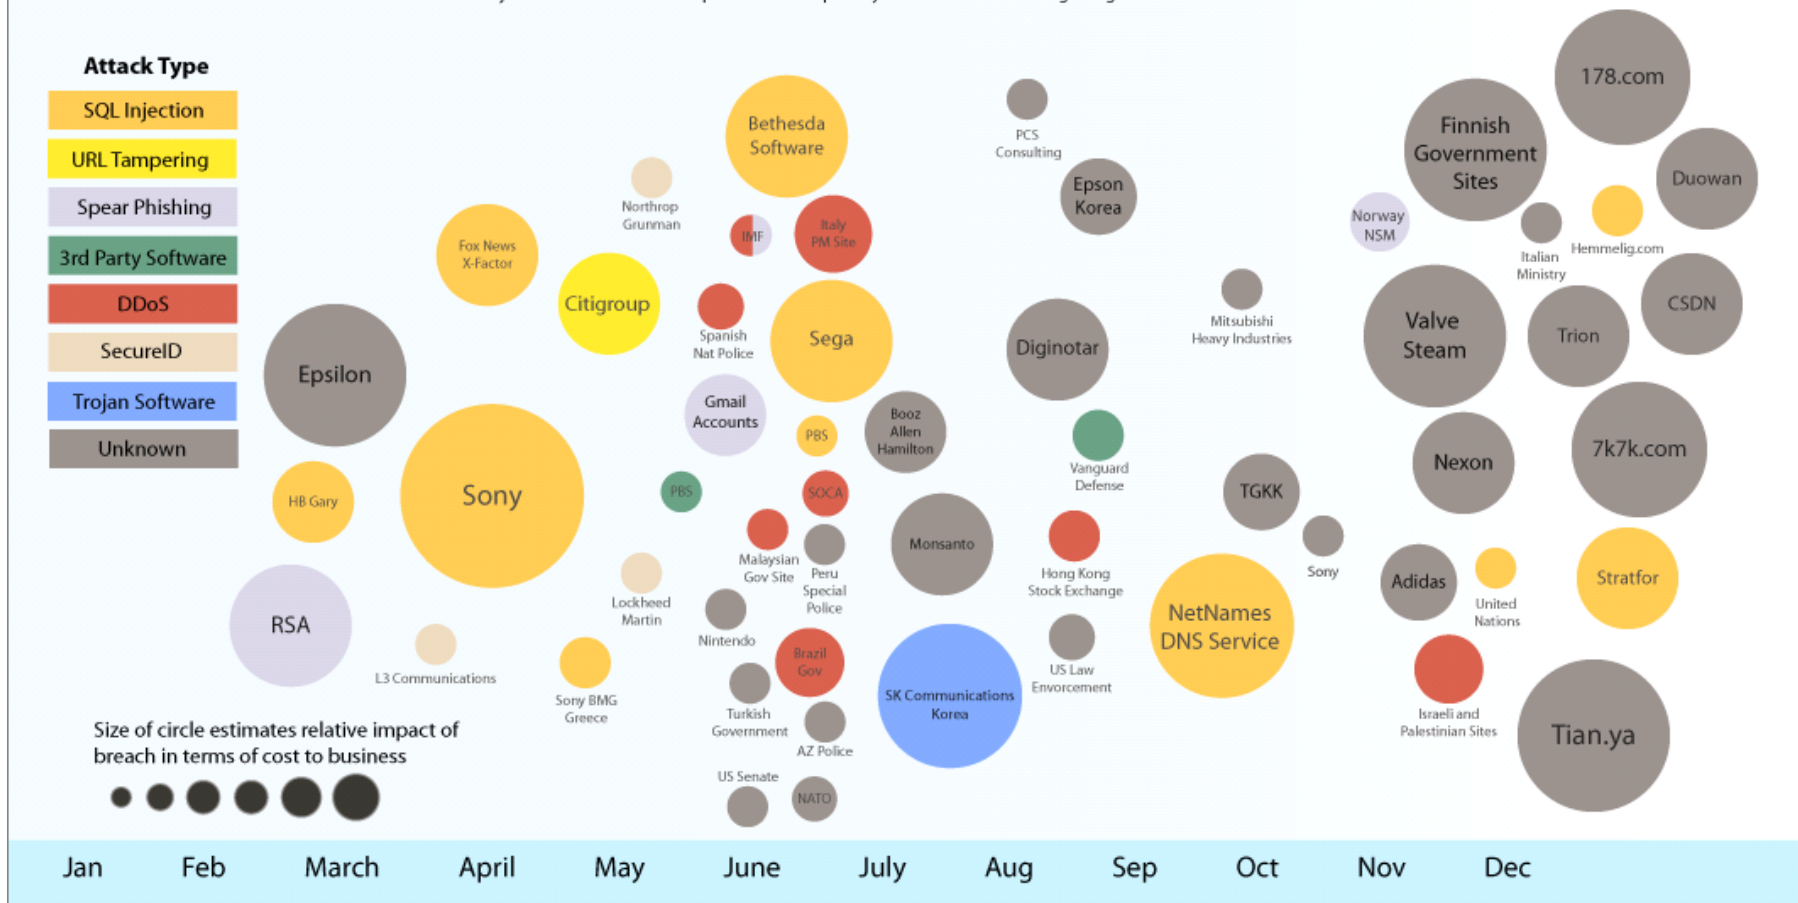 Attack Type
SQL Injection
URL Tampering
Spear Phishing
3rd Party Software
DDoS
SecureID
Trojan Software
Unknown
Size of circle estimates relative impact of
breach in terms of cost to business
Epsilon
HB Gary
RSA
Fox News
X-Factor
Sony
L3 Communications
Northrop
Grunman
Citigroup
PBS
Lockheed
Martin
Sony BMG
Greece
Bethesda
Software
IMF
Italy
PM Site
Spanish
Nat Police
Sega
Gmail
Accounts
PBS
SOCA
Malaysian
Gov Site
Peru
Special
Police
Nintendo
Brazil
Gov
Turkish
Government
AZ Police
US Senate
NATO
Booz
Allen
Hamilton
Monsanto
SK Communications
Korea
PCS
Consulting
Epson
Korea
Diginotar
Vanguard
Defense
Hong Kong
Stock Exchange
US Law
Envorcement
Mitsubishi
Heavy Industries
TGKK
Sony
NetNames
DNS Service
178.com
Finnish
Government
Sites
Duowan
Norway
NSM
Italian
Ministry
Hemmelig.com
Valve
Steam
Trion
CSDN
Nexon
7k7k.com
Adidas
United
Nations
Stratfor
Israeli and
Palestinian Sites
Tian.ya
Jan Feb March April May June July Aug Sep Oct Nov Dec